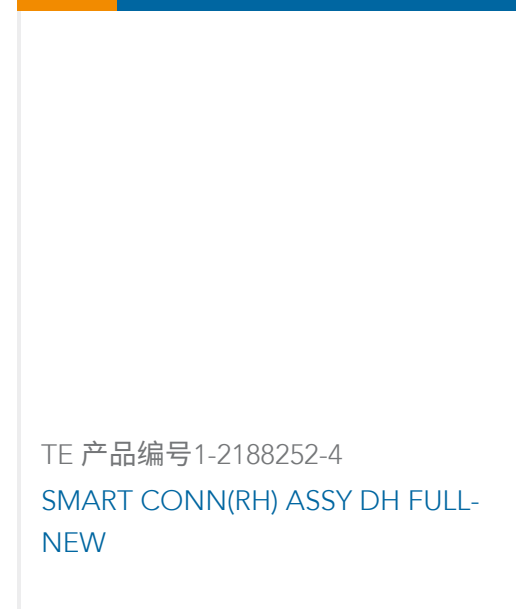 TE 产品编号1-2188252-4
SMART CONN(RH) ASSY DH FULL-
NEW